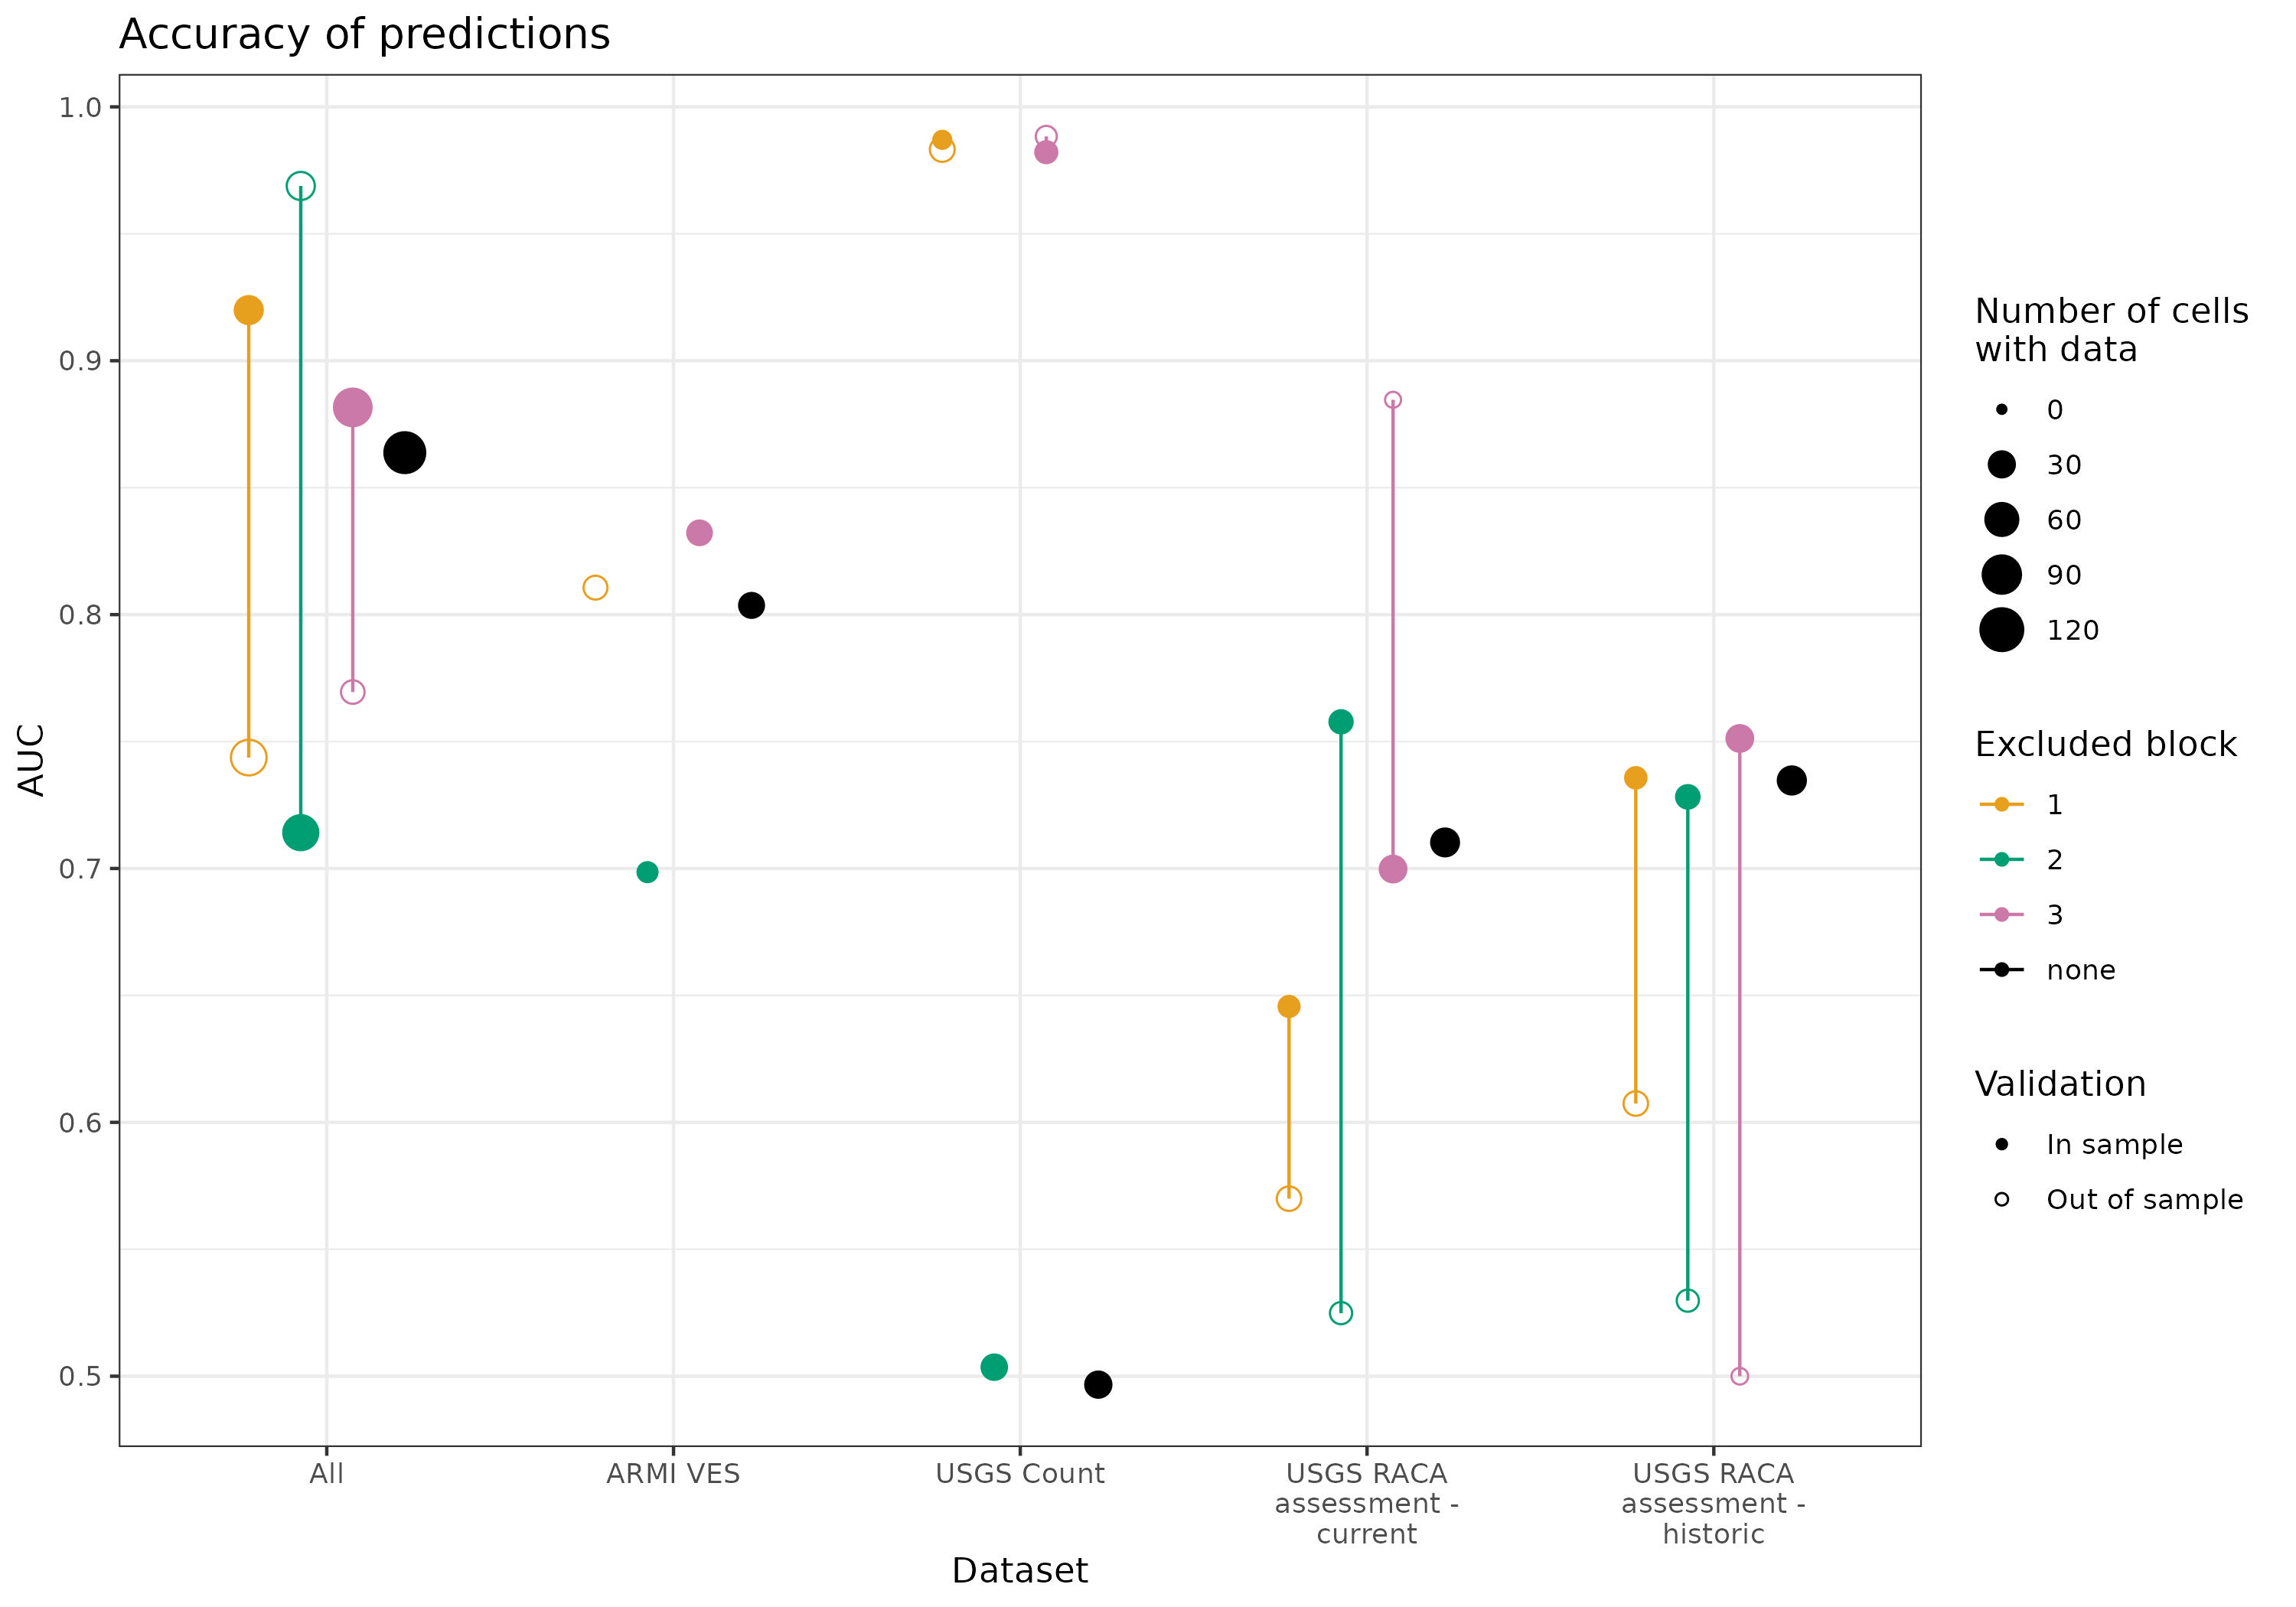 Accuracy of predictions
1.0
0.9
0.8
0.7
0.6
0.5
AUC
All
ARMI VES
USGS Count
USGS RACA
assessment -
current
USGS RACA
assessment -
historic
Dataset
Number of cells
with data
0
30
60
90
120
Excluded block
1
2
3
none
Validation
In sample
Out of sample